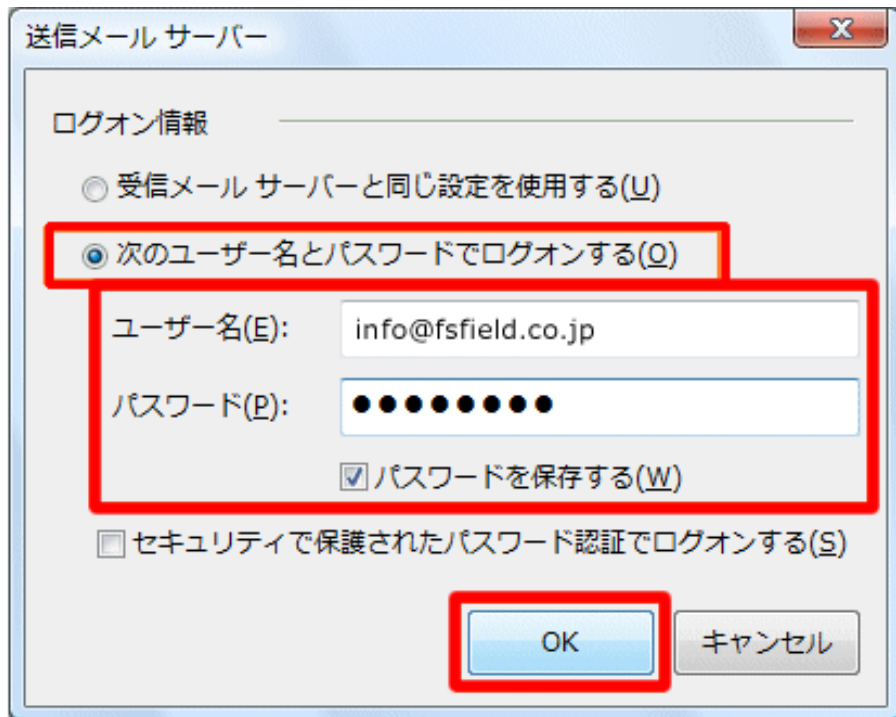 送信メール サーバー
ログオン情報
受信メール サーバーと同じ設定を使用する(U)
次のユーザー名とパスワードでログオンする(O)
ユーザー名(E): info@fsfield.co.jp
パスワード(P): ●●●●●●●●
パスワードを保存する(W)
セキュリティで保護されたパスワード認証でログオンする(S)
OK キャンセル